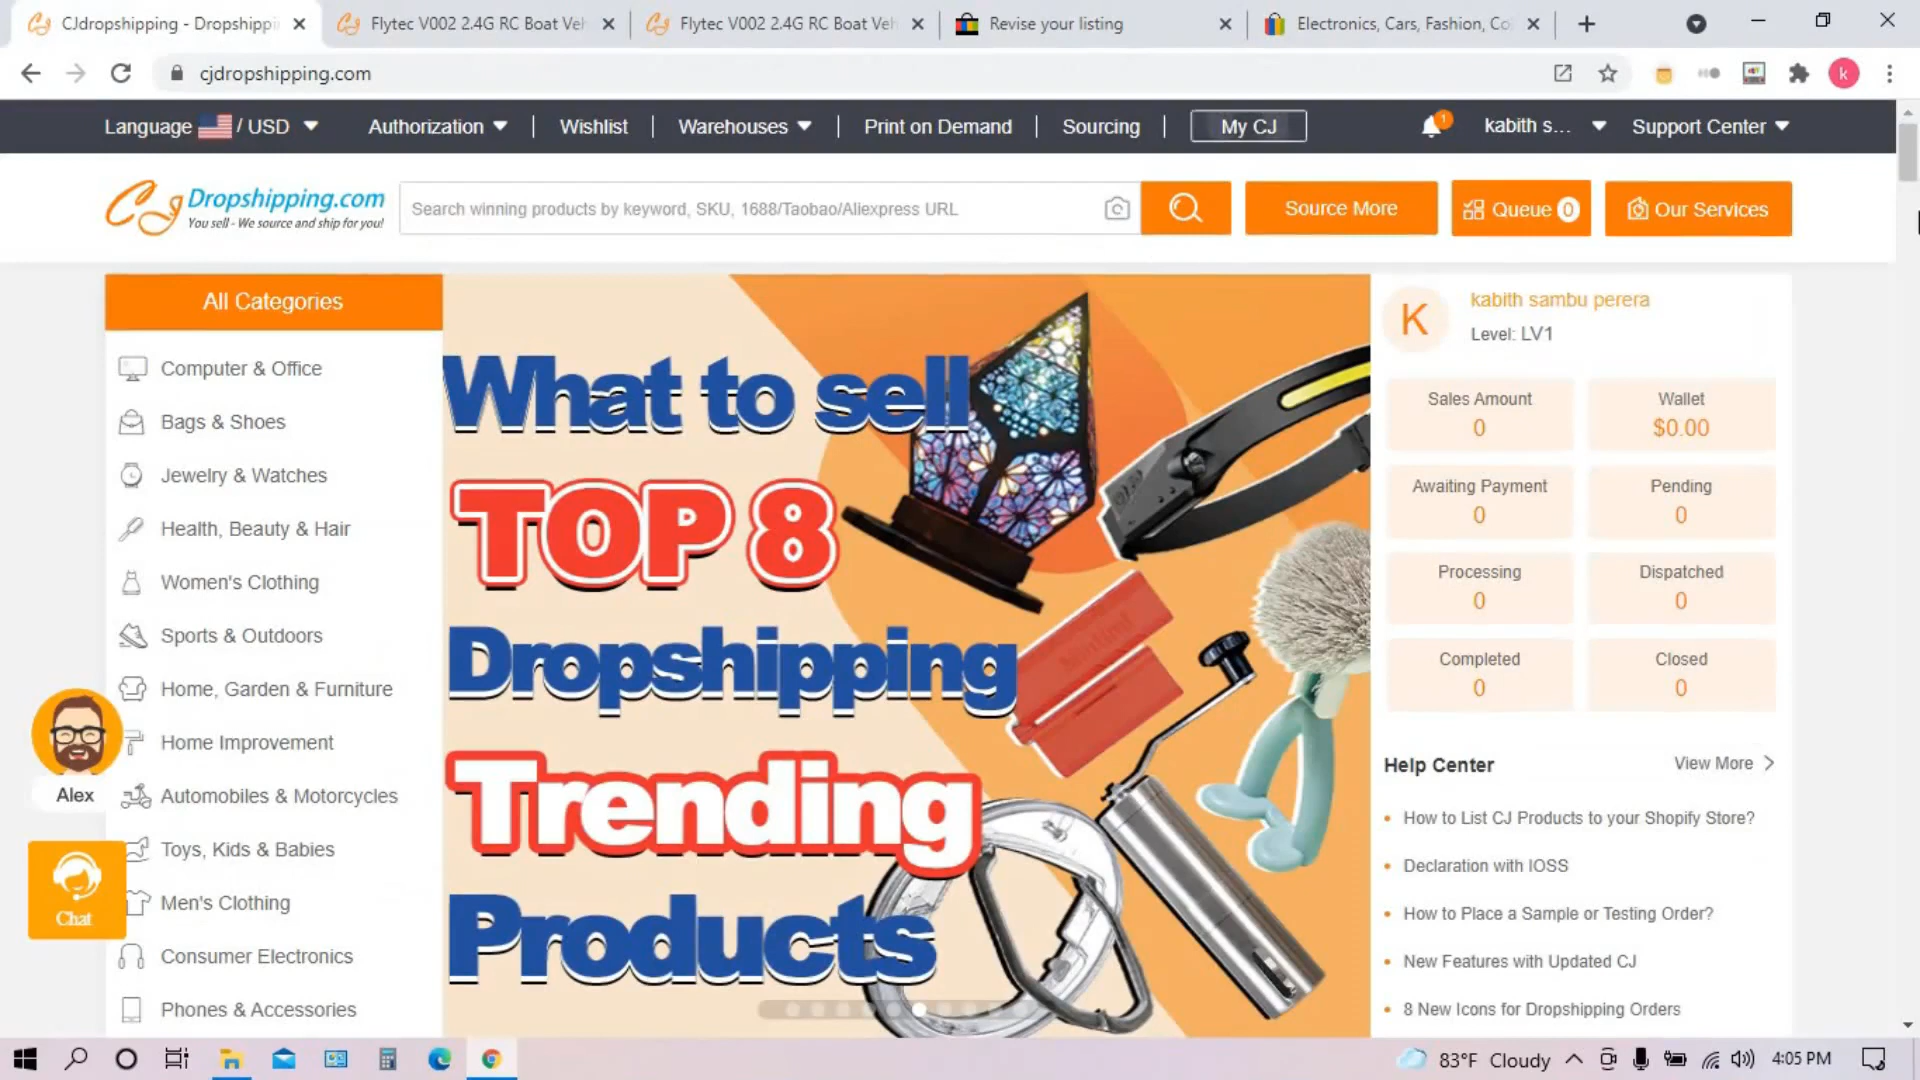 CJdropshipping - Dropshippin
Flytec V002 2.4G RC Boat Veh
Flytec V002 2.4G RC Boat Veh
Revise your listing
Electronics, Cars, Fashion, Co
cjdropshipping.com
k
Language / USD
Authorization
Wishlist
Warehouses
Print on Demand
Sourcing
My CJ
1
kabith s...
Support Center
CJ Dropshipping.com
You sell - We source and ship for you!
Search winning products by keyword, SKU, 1688/Taobao/Aliexpress URL
Source More
Queue 0
Our Services
All Categories
Computer & Office
Bags & Shoes
Jewelry & Watches
Health, Beauty & Hair
Women's Clothing
Sports & Outdoors
Home, Garden & Furniture
Home Improvement
Automobiles & Motorcycles
Toys, Kids & Babies
Men's Clothing
Consumer Electronics
Phones & Accessories
Alex
Chat
What to sell
TOP 8
Dropshipping
Trending
Products
K
kabith sambu perera
Level: LV1
Sales Amount
0
Wallet
$0.00
Awaiting Payment
0
Pending
0
Processing
0
Dispatched
0
Completed
0
Closed
0
Help Center
View More
How to List CJ Products to your Shopify Store?
Declaration with IOSS
How to Place a Sample or Testing Order?
New Features with Updated CJ
8 New Icons for Dropshipping Orders
83°F Cloudy
4:05 PM